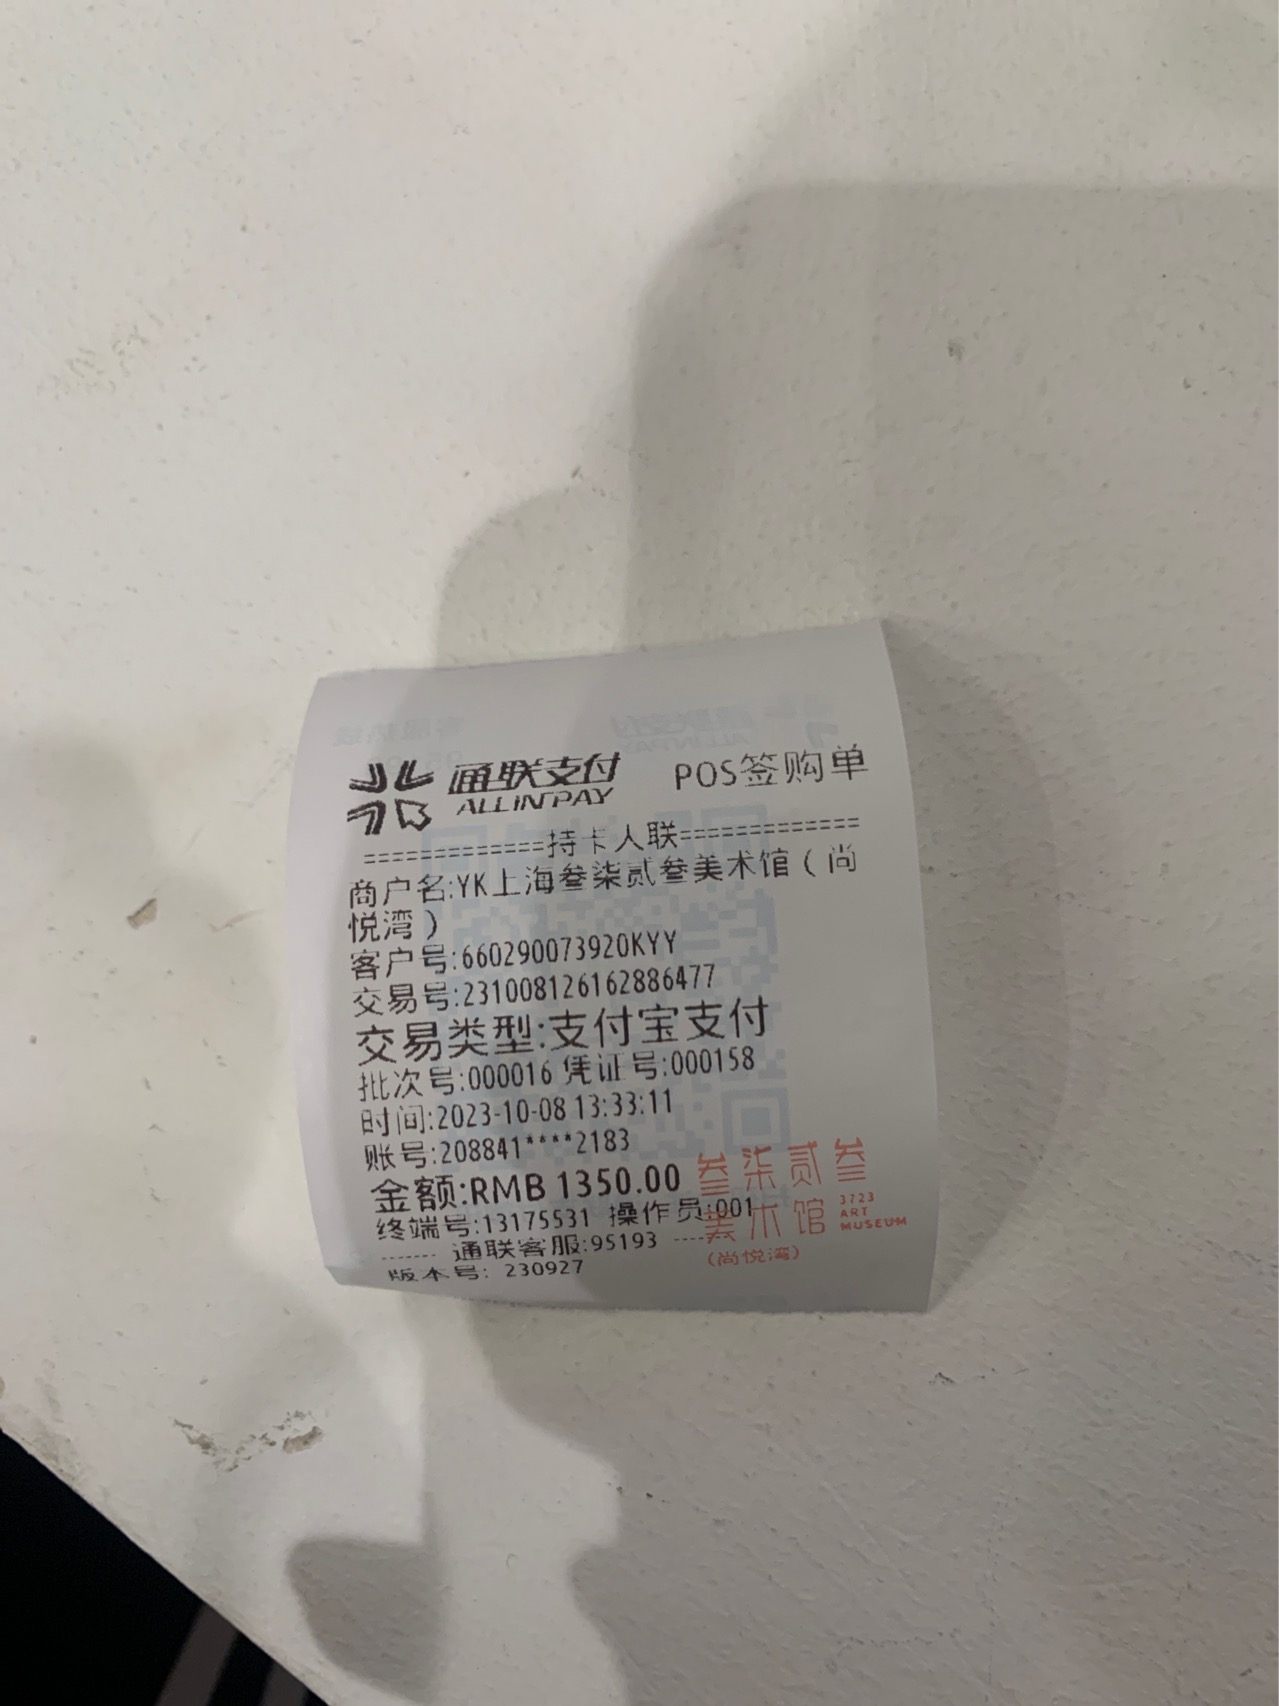 通联支付 POS签购单
ALLINPAY
=============持卡人联=============
商户名:YK上海叁柒贰叁美术馆（尚
悦湾）
客户号:660290073920KYY
交易号:231008126162886477
交易类型:支付宝支付
批次号:000016 凭证号:000158
时间:2023-10-08 13:33:11
账号:208841****2183
金额:RMB 1350.00
终端号:13175531 操作员:001
------- 通联客服:95193 ----
版本号: 230927
叁柒贰叁
美术馆
3723
ART
MUSEUM
(尚悦湾)